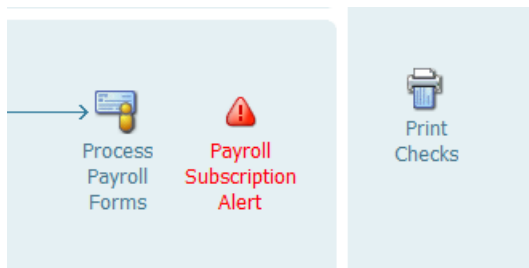 Process
Payroll
Forms
Payroll
Subscription
Alert
Print
Checks